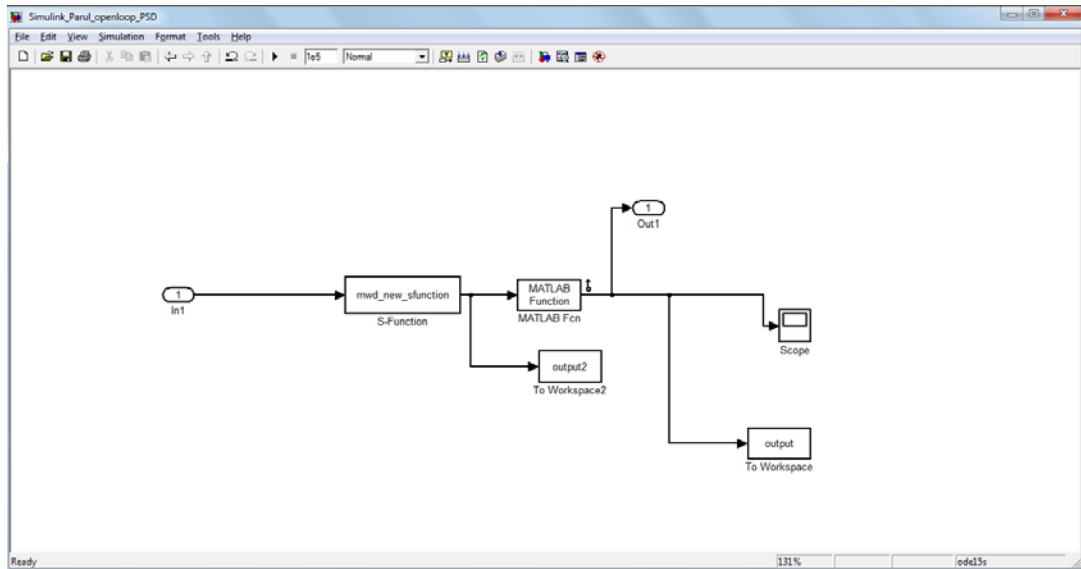 Simulink_Parul_openloop_PSD
File Edit View Simulation Format Tools Help
1e5 Normal
1
Out1
1
In1
mwd_new_sfunction
S-Function
MATLAB
Function
MATLAB Fcn
Scope
output2
To Workspace2
output
To Workspace
Ready 131% ode15s